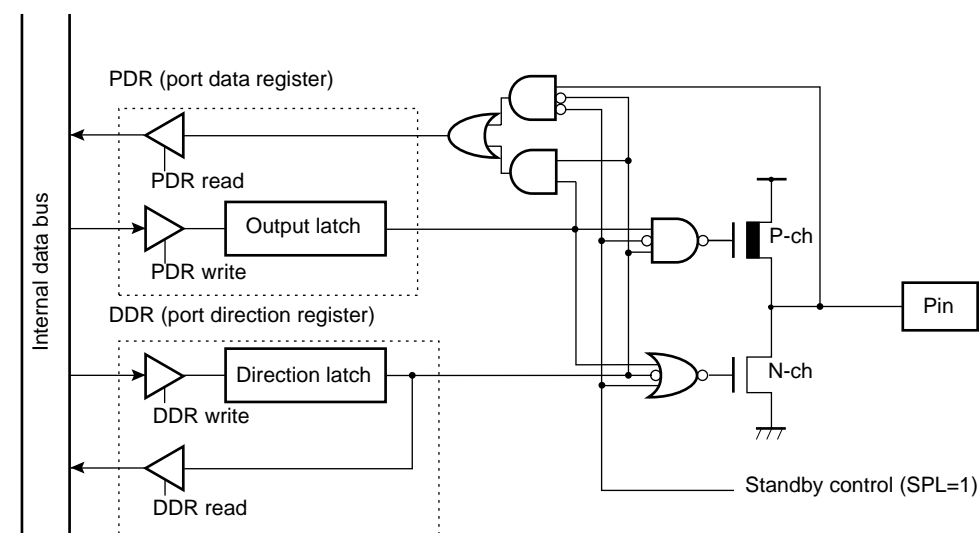 PDR (port data register)
PDR read
Output latch
PDR write
P-ch
Pin
Internal data bus
DDR (port direction register)
Direction latch
N-ch
DDR write
Standby control (SPL=1)
DDR read